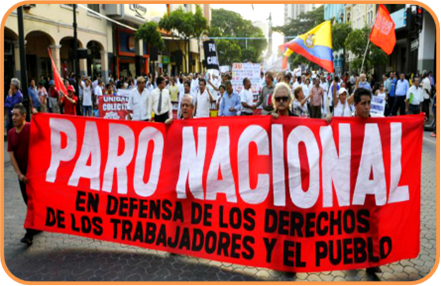 PARO NACIONAL
EN DEFENSA DE LOS DERECHOS
DE LOS TRABAJADORES Y EL PUEBLO